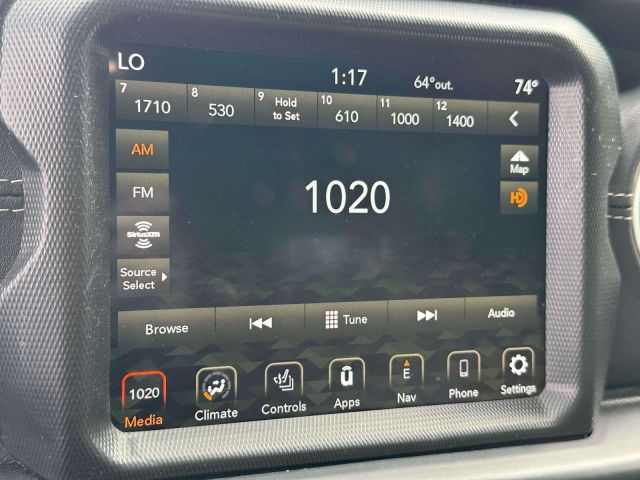 LO
1:17
64°out.
74°
7 1710
8 530
9 Hold to Set
10 610
11 1000
12 1400
AM
1020
Map
FM
HD
SiriusXM
Source Select
Browse
Tune
Audio
1020
Media
Climate
Controls
u
Apps
E
Nav
Phone
Settings